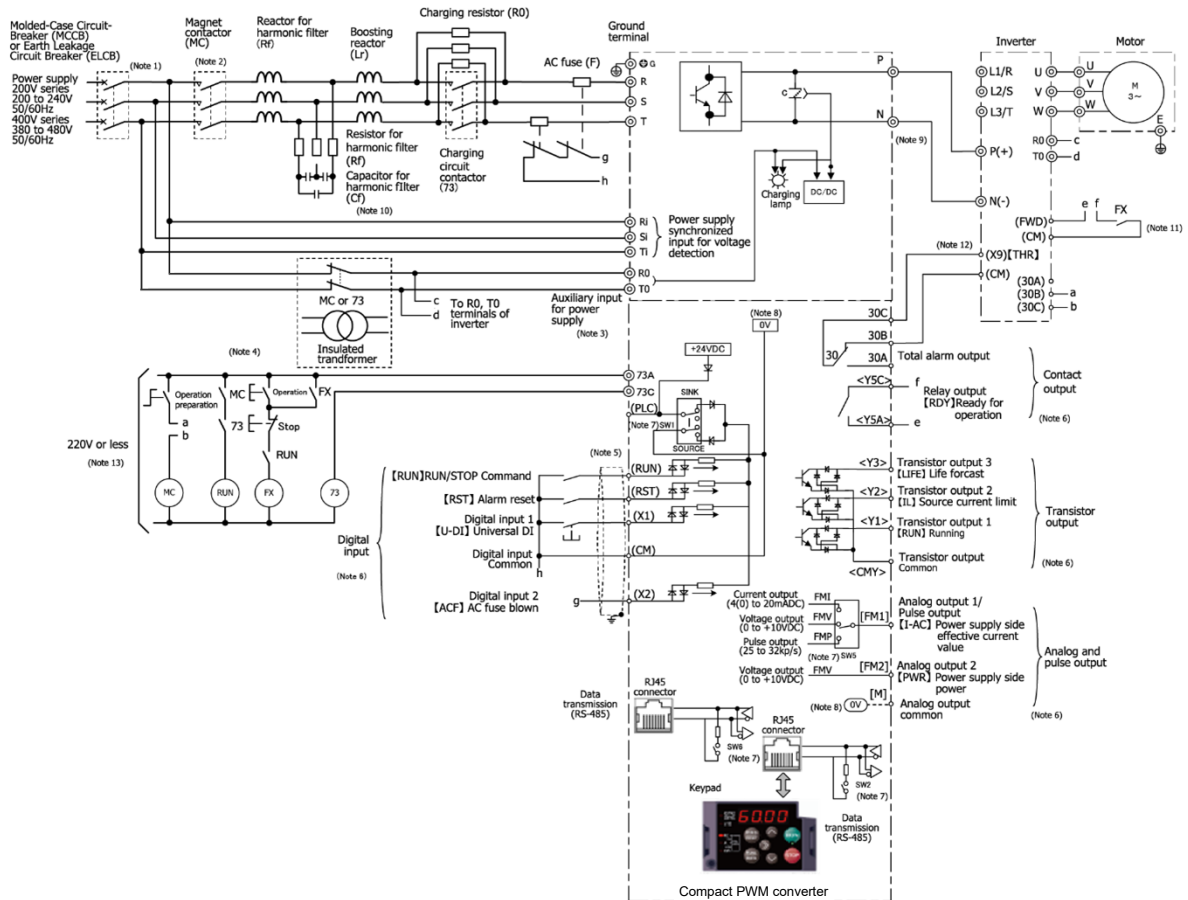 Molded-Case Circuit-
Breaker (MCCB)
or Earth Leakage
Circuit Breaker (ELCB)
(Note 1)
Magnet
contactor
(MC)
(Note 2)
Reactor for
harmonic filter
(Rf)
Boosting
reactor
(Lr)
Charging resistor (R0)
AC fuse (F)
Ground
terminal
Power supply
200V series
200 to 240V
50/60Hz
400V series
380 to 480V
50/60Hz
Resistor for
harmonic filter
(Rf)
Capacitor for
harmonic fIlter
(Cf)
(Note 10)
Charging
circuit
contactor
(73)
g
h
G
R
S
T
Ri
Si
Ti
Power supply
synchronized
input for voltage
detection
R0
T0
Auxiliary input
for power
supply
(Note 3)
c
d
To R0, T0
terminals of
inverter
MC or 73
Insulated
trandformer
C
Charging
lamp
DC/DC
P
N
(Note 9)
Inverter
L1/R
L2/S
L3/T
P(+)
N(-)
U
V
W
R0
T0
c
d
Motor
U
V
W
M
3~
E
(FWD)
(CM)
e
f
FX
(Note 11)
(Note 12)
(X9)【THR】
(CM)
(30A)
(30B)
(30C)
a
b
(Note 4)
220V or less
(Note 13)
Operation
preparation
a
b
MC
73
Operation
FX
Stop
RUN
MC
RUN
FX
73
73A
73C
(PLC)
(Note 7)
SW1
+24VDC
SINK
SOURCE
(Note 8)
0V
30C
30B
30
30A
Total alarm output
<Y5C>
f
Relay output
【RDY】Ready for
operation
<Y5A>
e
Contact
output
(Note 6)
(Note 5)
【RUN】RUN/STOP Command
(RUN)
【RST】 Alarm reset
(RST)
Digital input 1
【U-DI】 Universal DI
(X1)
Digital input
Common
(CM)
h
Digital input 2
【ACF】 AC fuse blown
g
(X2)
Digital
input
(Note 6)
<Y3>
Transistor output 3
【LIFE】 Life forcast
<Y2>
Transistor output 2
【IL】 Source current limit
<Y1>
Transistor output 1
【RUN】 Running
<CMY>
Transistor output
Common
Transistor
output
(Note 6)
Current output
(4(0) to 20mADC)
FMI
Voltage output
(0 to +10VDC)
FMV
Pulse output
(25 to 32kp/s)
FMP
(Note 7)
SW5
[FM1]
Analog output 1/
Pulse output
【I-AC】 Power supply side
effective current
value
Voltage output
(0 to +10VDC)
FMV
[FM2]
Analog output 2
【PWR】 Power supply side
power
(Note 8)
0V
[M]
Analog output
common
Analog and
pulse output
(Note 6)
Data
transmission
(RS-485)
RJ45
connector
SW6
(Note 7)
RJ45
connector
SW2
(Note 7)
Data
transmission
(RS-485)
Keypad
60.00
STOP
Compact PWM converter